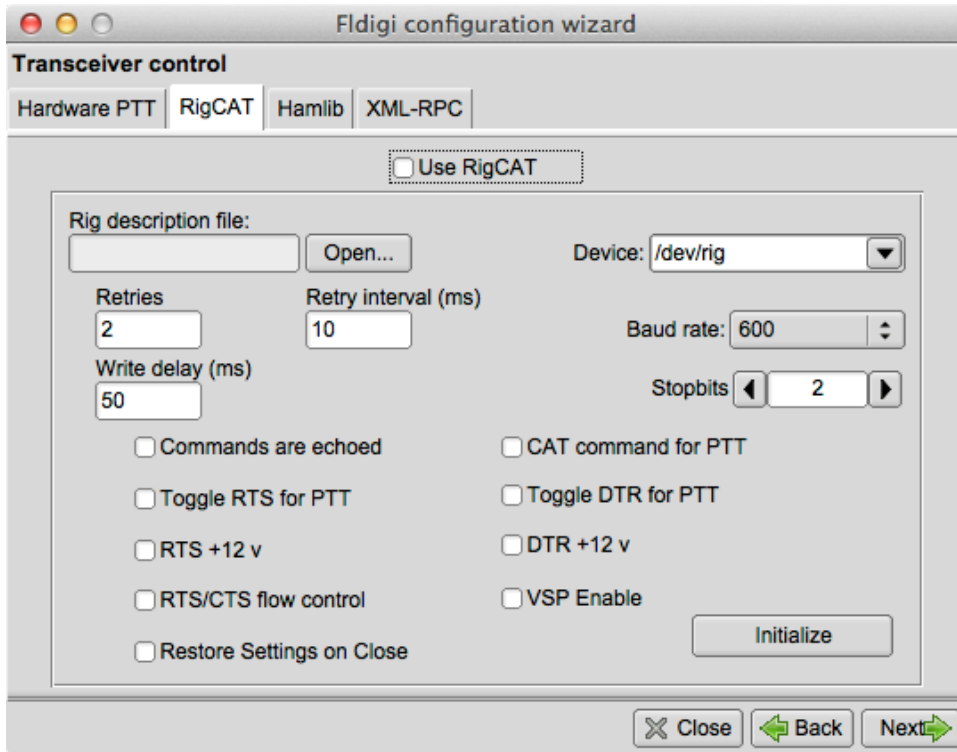 Fldigi configuration wizard
Transceiver control
Hardware PTT RigCAT Hamlib XML-RPC
Use RigCAT
Rig description file:
Open... Device: /dev/rig
Retries Retry interval (ms)
2 10 Baud rate: 600
Write delay (ms)
50 Stopbits 2
Commands are echoed CAT command for PTT
Toggle RTS for PTT Toggle DTR for PTT
RTS +12 v DTR +12 v
RTS/CTS flow control VSP Enable
Restore Settings on Close Initialize
Close Back Next